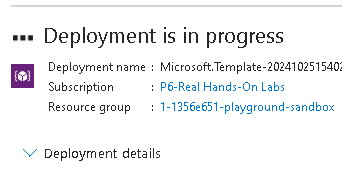 Deployment is in progress
Deployment name : Microsoft.Template-2024102515402
Subscription : P6-Real Hands-On Labs
Resource group : 1-1356e651-playground-sandbox
Deployment details